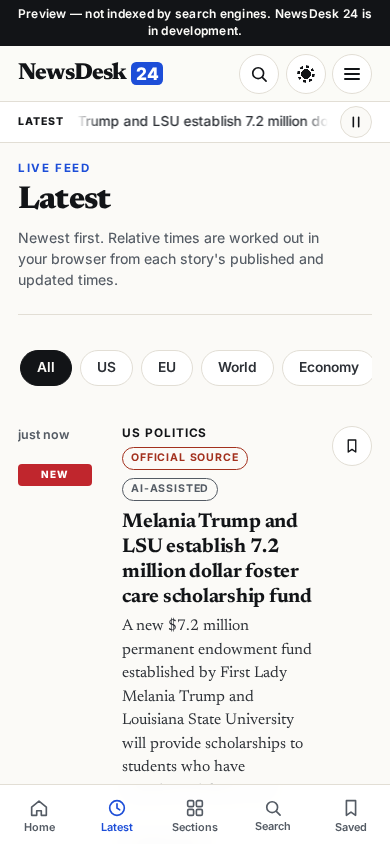 Preview — not indexed by search engines. NewsDesk 24 is
in development.
NewsDesk 24
LATEST Trump and LSU establish 7.2 million
LIVE FEED
Latest
Newest first. Relative times are worked out in
your browser from each story's published and
updated times.
All US EU World Economy
just now
NEW
US POLITICS
OFFICIAL SOURCE
AI-ASSISTED
Melania Trump and
LSU establish 7.2
million dollar foster
care scholarship fund
A new $7.2 million
permanent endowment fund
established by First Lady
Melania Trump and
Louisiana State University
will provide scholarships to
students who have
Home Latest Sections Search Saved